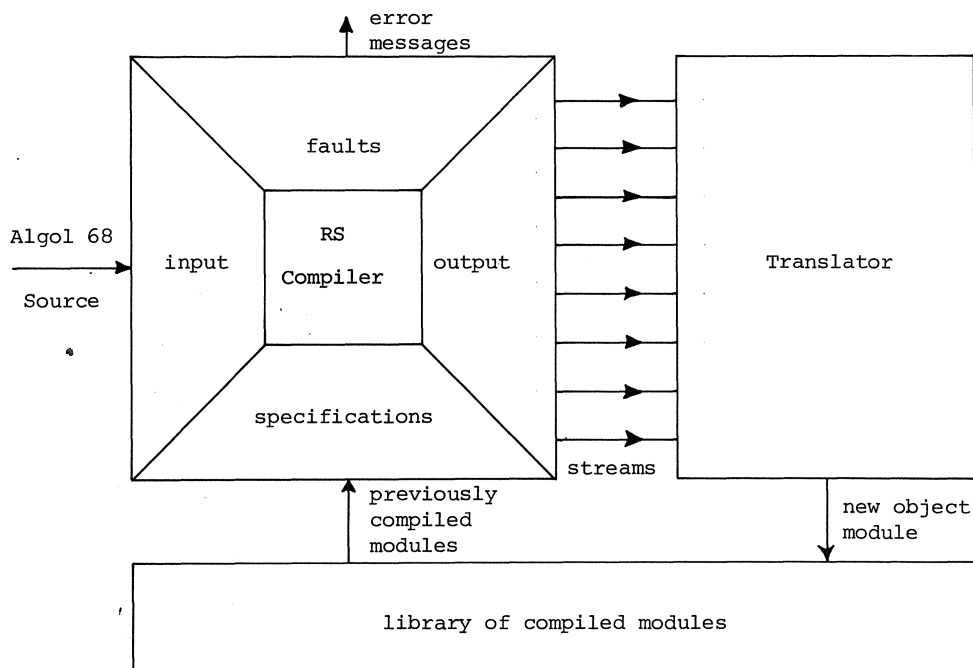 error
messages
faults
Algol 68
Source
input
RS
Compiler
output
Translator
specifications
streams
previously
compiled
modules
new object
module
library of compiled modules